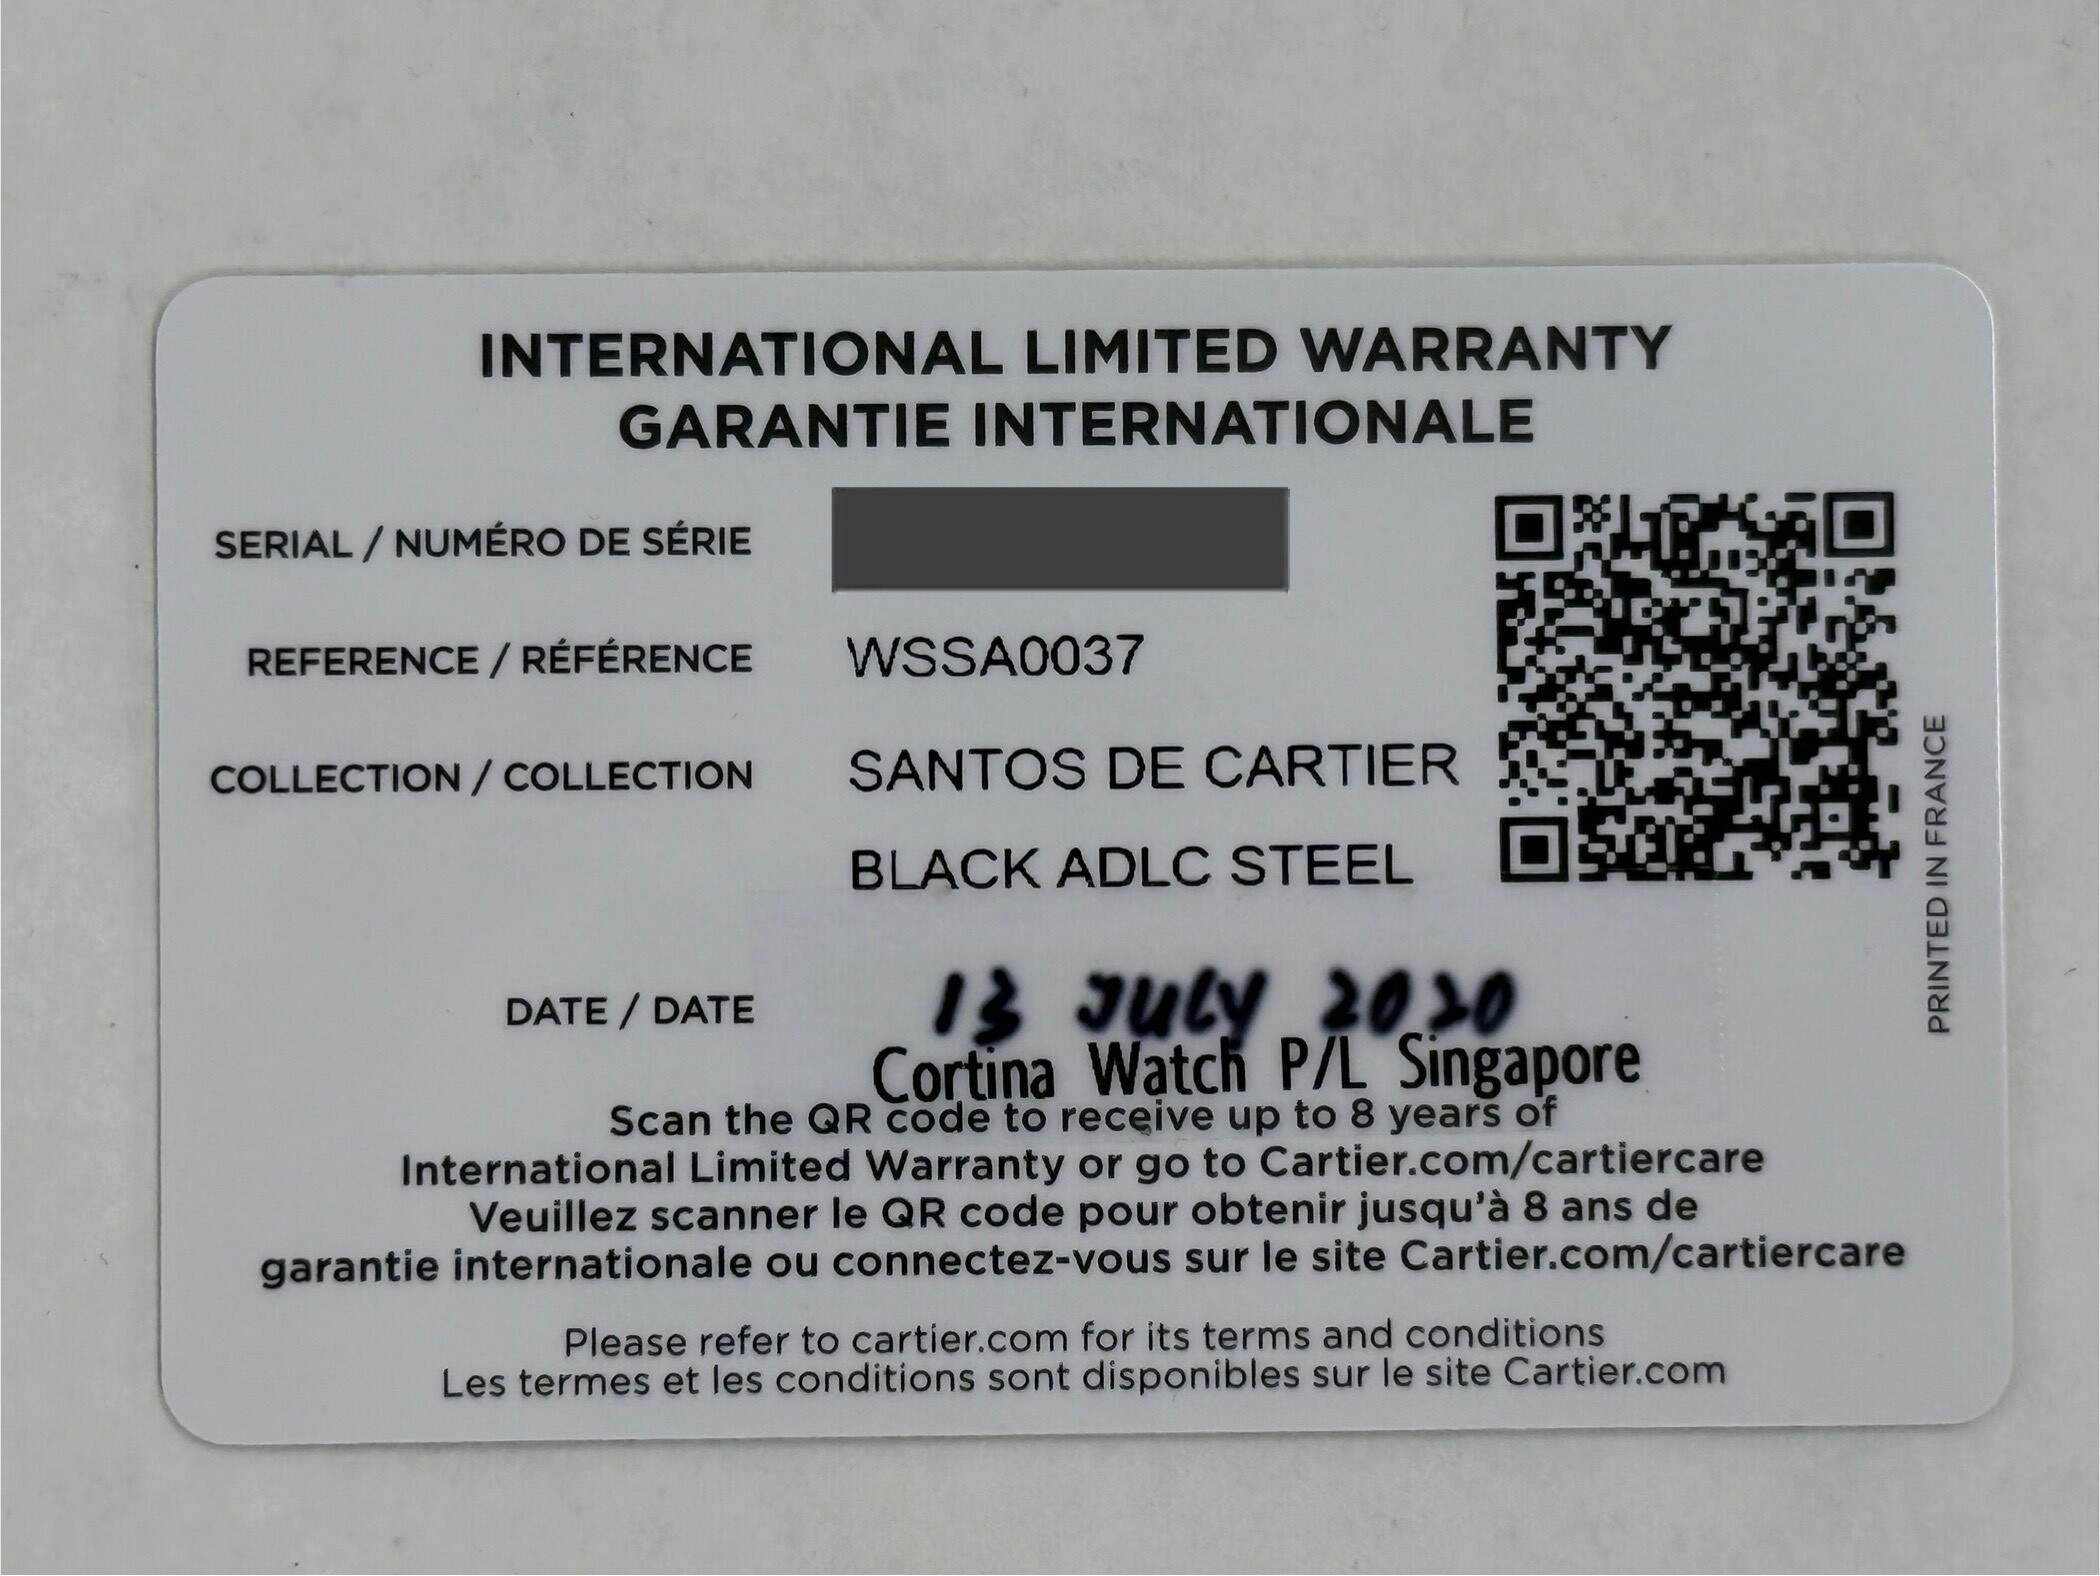 INTERNATIONAL LIMITED WARRANTY
GARANTIE INTERNATIONALE
SERIAL / NUMÉRO DE SÉRIE
REFERENCE / RÉFÉRENCE WSSA0037
COLLECTION / COLLECTION SANTOS DE CARTIER
BLACK ADLC STEEL
DATE / DATE 13 JULY 2020
Cortina Watch P/L Singapore
Scan the QR code to receive up to 8 years of
International Limited Warranty or go to Cartier.com/cartiercare
Veuillez scanner le QR code pour obtenir jusqu'à 8 ans de
garantie internationale ou connectez-vous sur le site Cartier.com/cartiercare
Please refer to cartier.com for its terms and conditions
Les termes et les conditions sont disponibles sur le site Cartier.com
PRINTED IN FRANCE